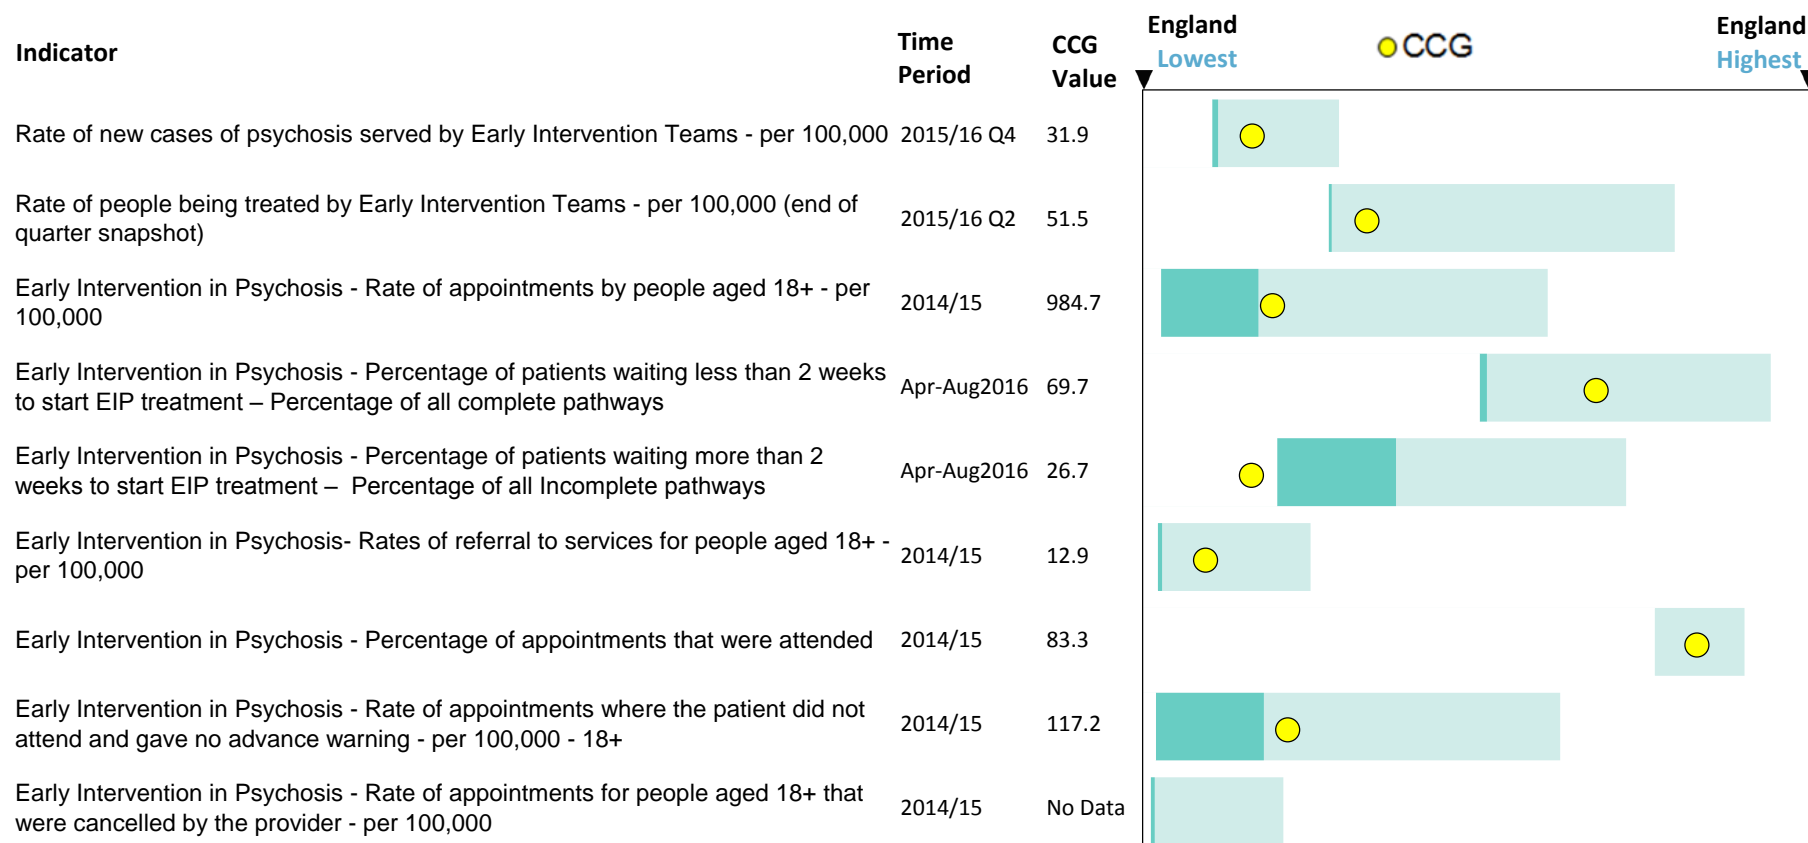 Indicator
Time Period
CCG Value
England Lowest
CCG
England Highest
Rate of new cases of psychosis served by Early Intervention Teams - per 100,000 2015/16 Q4 31.9
Rate of people being treated by Early Intervention Teams - per 100,000 (end of
quarter snapshot)
2015/16 Q2 51.5
Early Intervention in Psychosis - Rate of appointments by people aged 18+ - per
100,000
2014/15 984.7
Early Intervention in Psychosis - Percentage of patients waiting less than 2 weeks
to start EIP treatment – Percentage of all complete pathways
Apr-Aug2016 69.7
Early Intervention in Psychosis - Percentage of patients waiting more than 2
weeks to start EIP treatment – Percentage of all Incomplete pathways
Apr-Aug2016 26.7
Early Intervention in Psychosis- Rates of referral to services for people aged 18+ -
per 100,000
2014/15 12.9
Early Intervention in Psychosis - Percentage of appointments that were attended 2014/15 83.3
Early Intervention in Psychosis - Rate of appointments where the patient did not
attend and gave no advance warning - per 100,000 - 18+
2014/15 117.2
Early Intervention in Psychosis - Rate of appointments for people aged 18+ that
were cancelled by the provider - per 100,000
2014/15 No Data